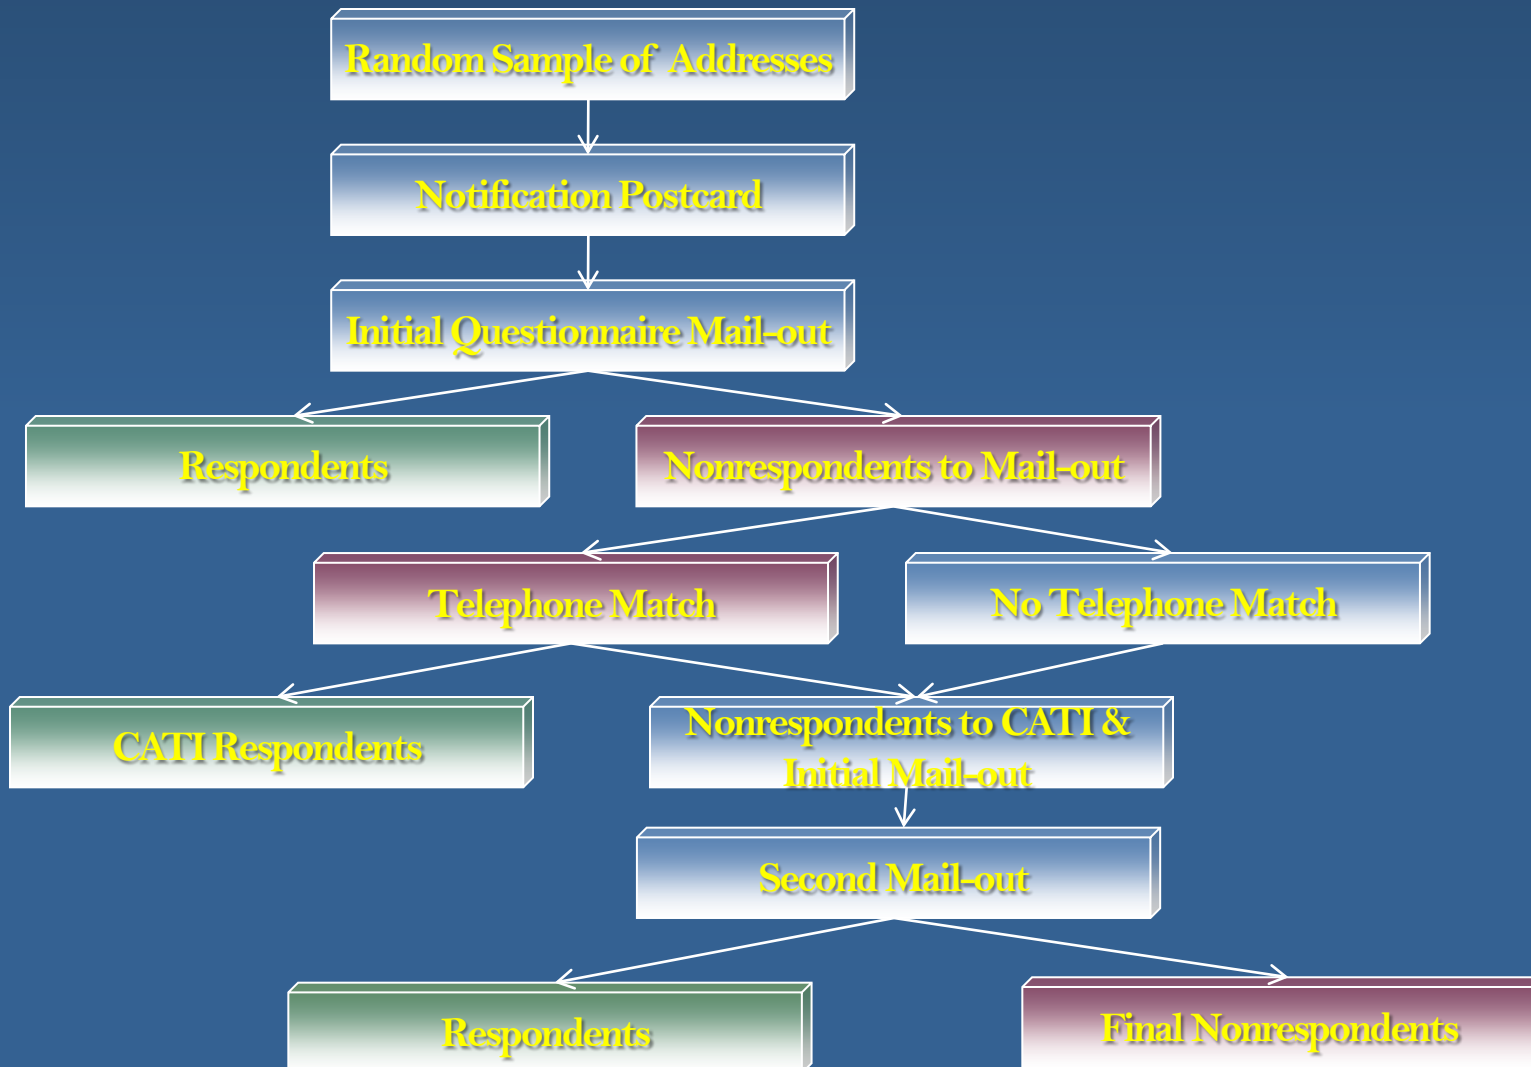 Random Sample of Addresses
Notification Postcard
Initial Questionnaire Mail-out
Respondents
Nonrespondents to Mail-out
Telephone Match
No Telephone Match
CATI Respondents
Nonrespondents to CATI &
Initial Mail-out
Second Mail-out
Respondents
Final Nonrespondents